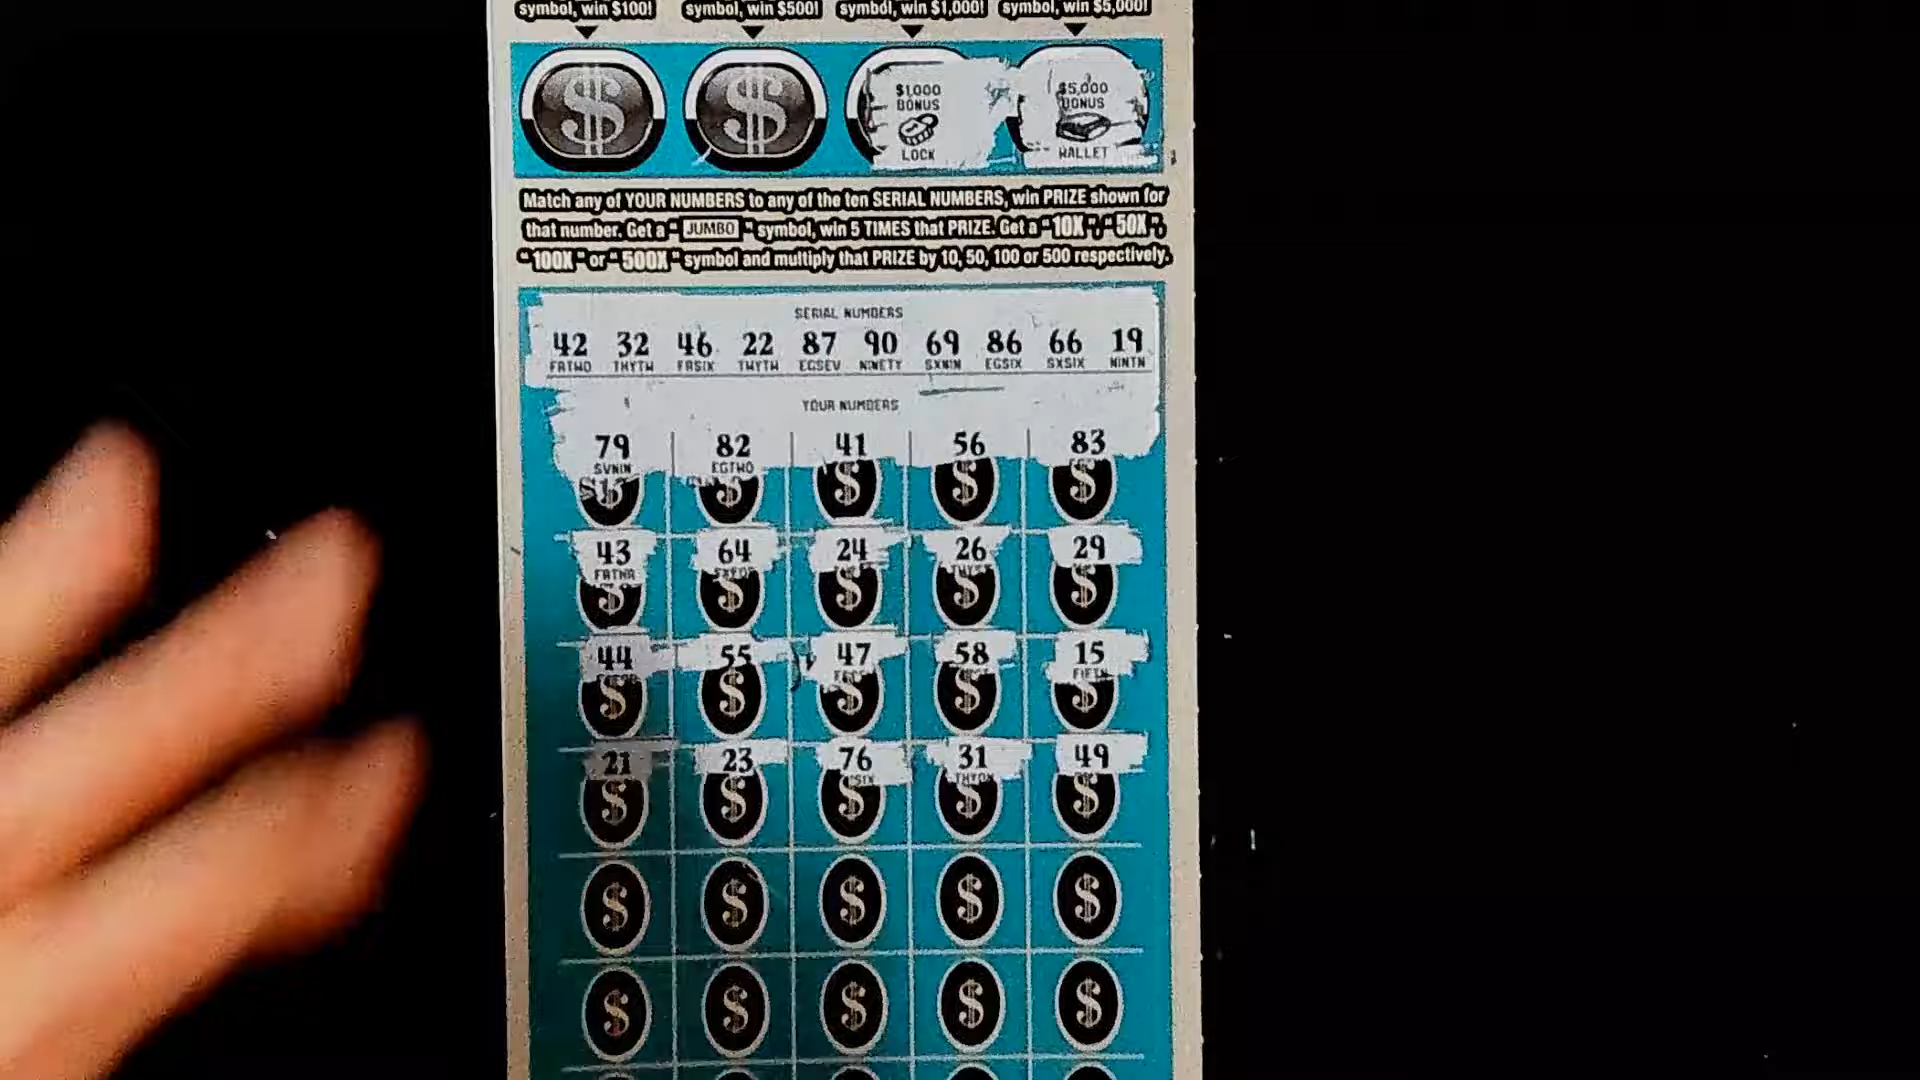 symbol, win $100! symbol, win $500! symbol, win $1,000! symbol, win $5,000!
$1,000 $5,000
BONUS BONUS
LOCK WALLET
Match any of YOUR NUMBERS to any of the ten SERIAL NUMBERS, win PRIZE shown for
that number. Get a "JUMBO" symbol, win 5 TIMES that PRIZE. Get a "10X", "50X",
"100X" or "500X" symbol and multiply that PRIZE by 10, 50, 100 or 500 respectively.
SERIAL NUMBERS
42 32 46 22 87 90 69 86 66 19
FRTWO THYTW FRSIX TWYTW EGSEV NINETY SXNIN EGSIX SXSIX NINTN
YOUR NUMBERS
79 82 41 56 83
SVNIN EGTWO
43 64 24 26 29
FRTHR
44 55 47 58 15
FIFTN
21 23 76 31 49
THYON